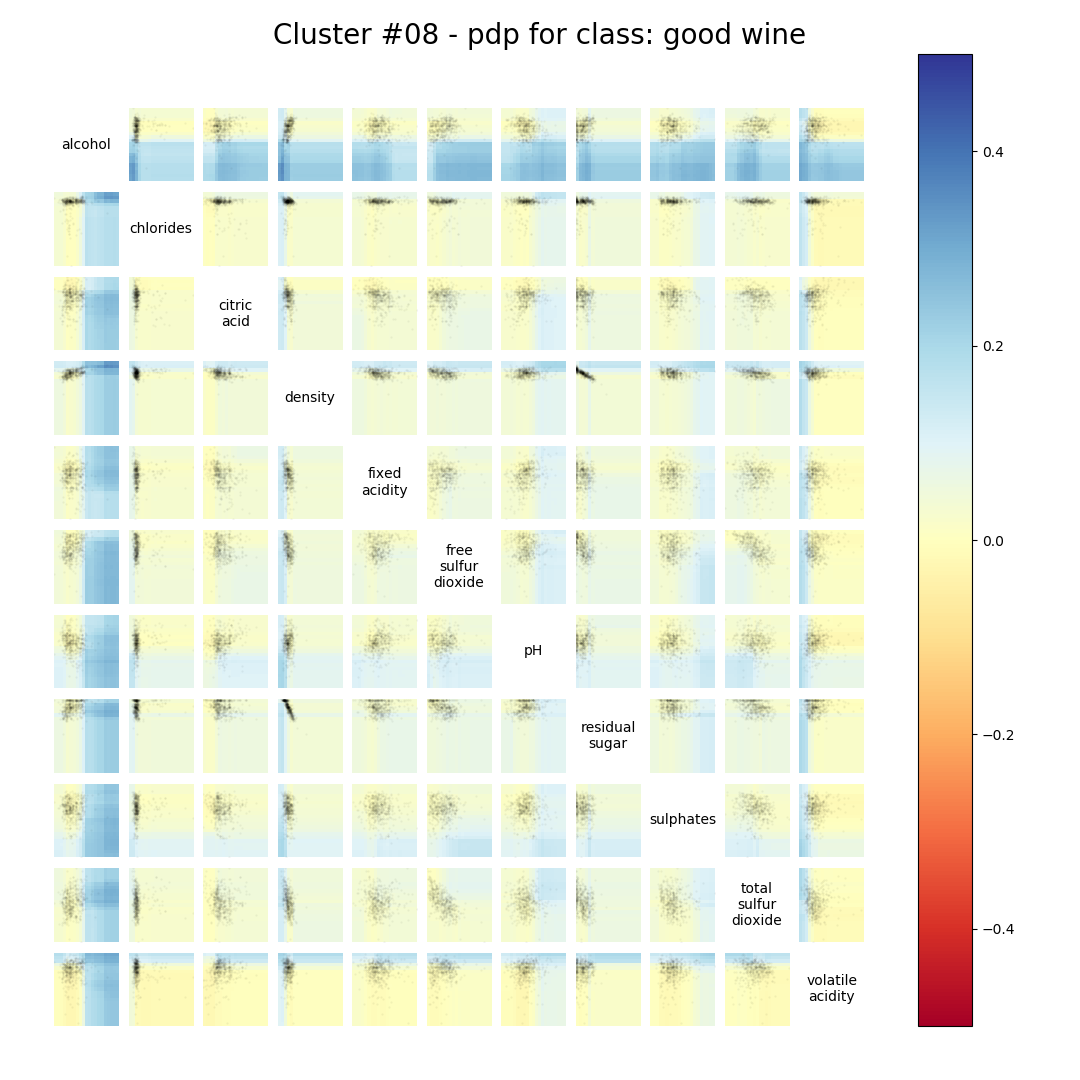 Cluster #08 - pdp for class: good wine
alcohol
chlorides
citric
acid
density
fixed
acidity
free
sulfur
dioxide
pH
residual
sugar
sulphates
total
sulfur
dioxide
volatile
acidity
0.4
0.2
0.0
−0.2
−0.4